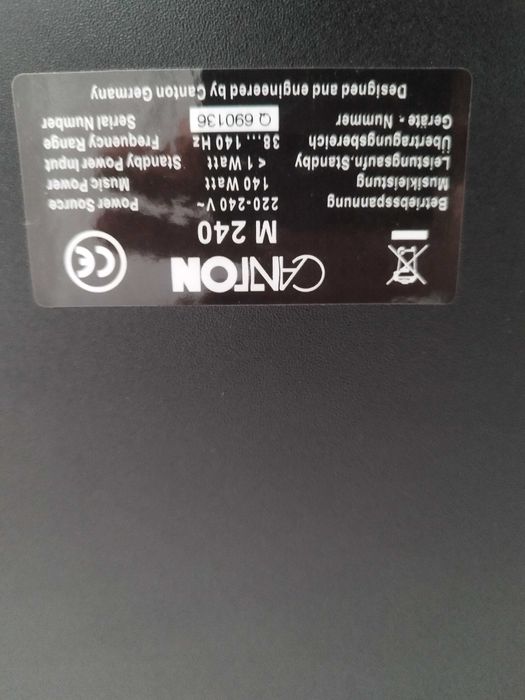 CANTON
M 240
Betriebsspannung 220-240 V~ Power Source
Musikleistung 140 Watt Music Power
Leistungsaufn.Standby < 1 Watt Standby Power Input
Übertragungsbereich 38...140 Hz Frequency Range
Geräte - Nummer Q 690136 Serial Number
Designed and engineered by Canton Germany